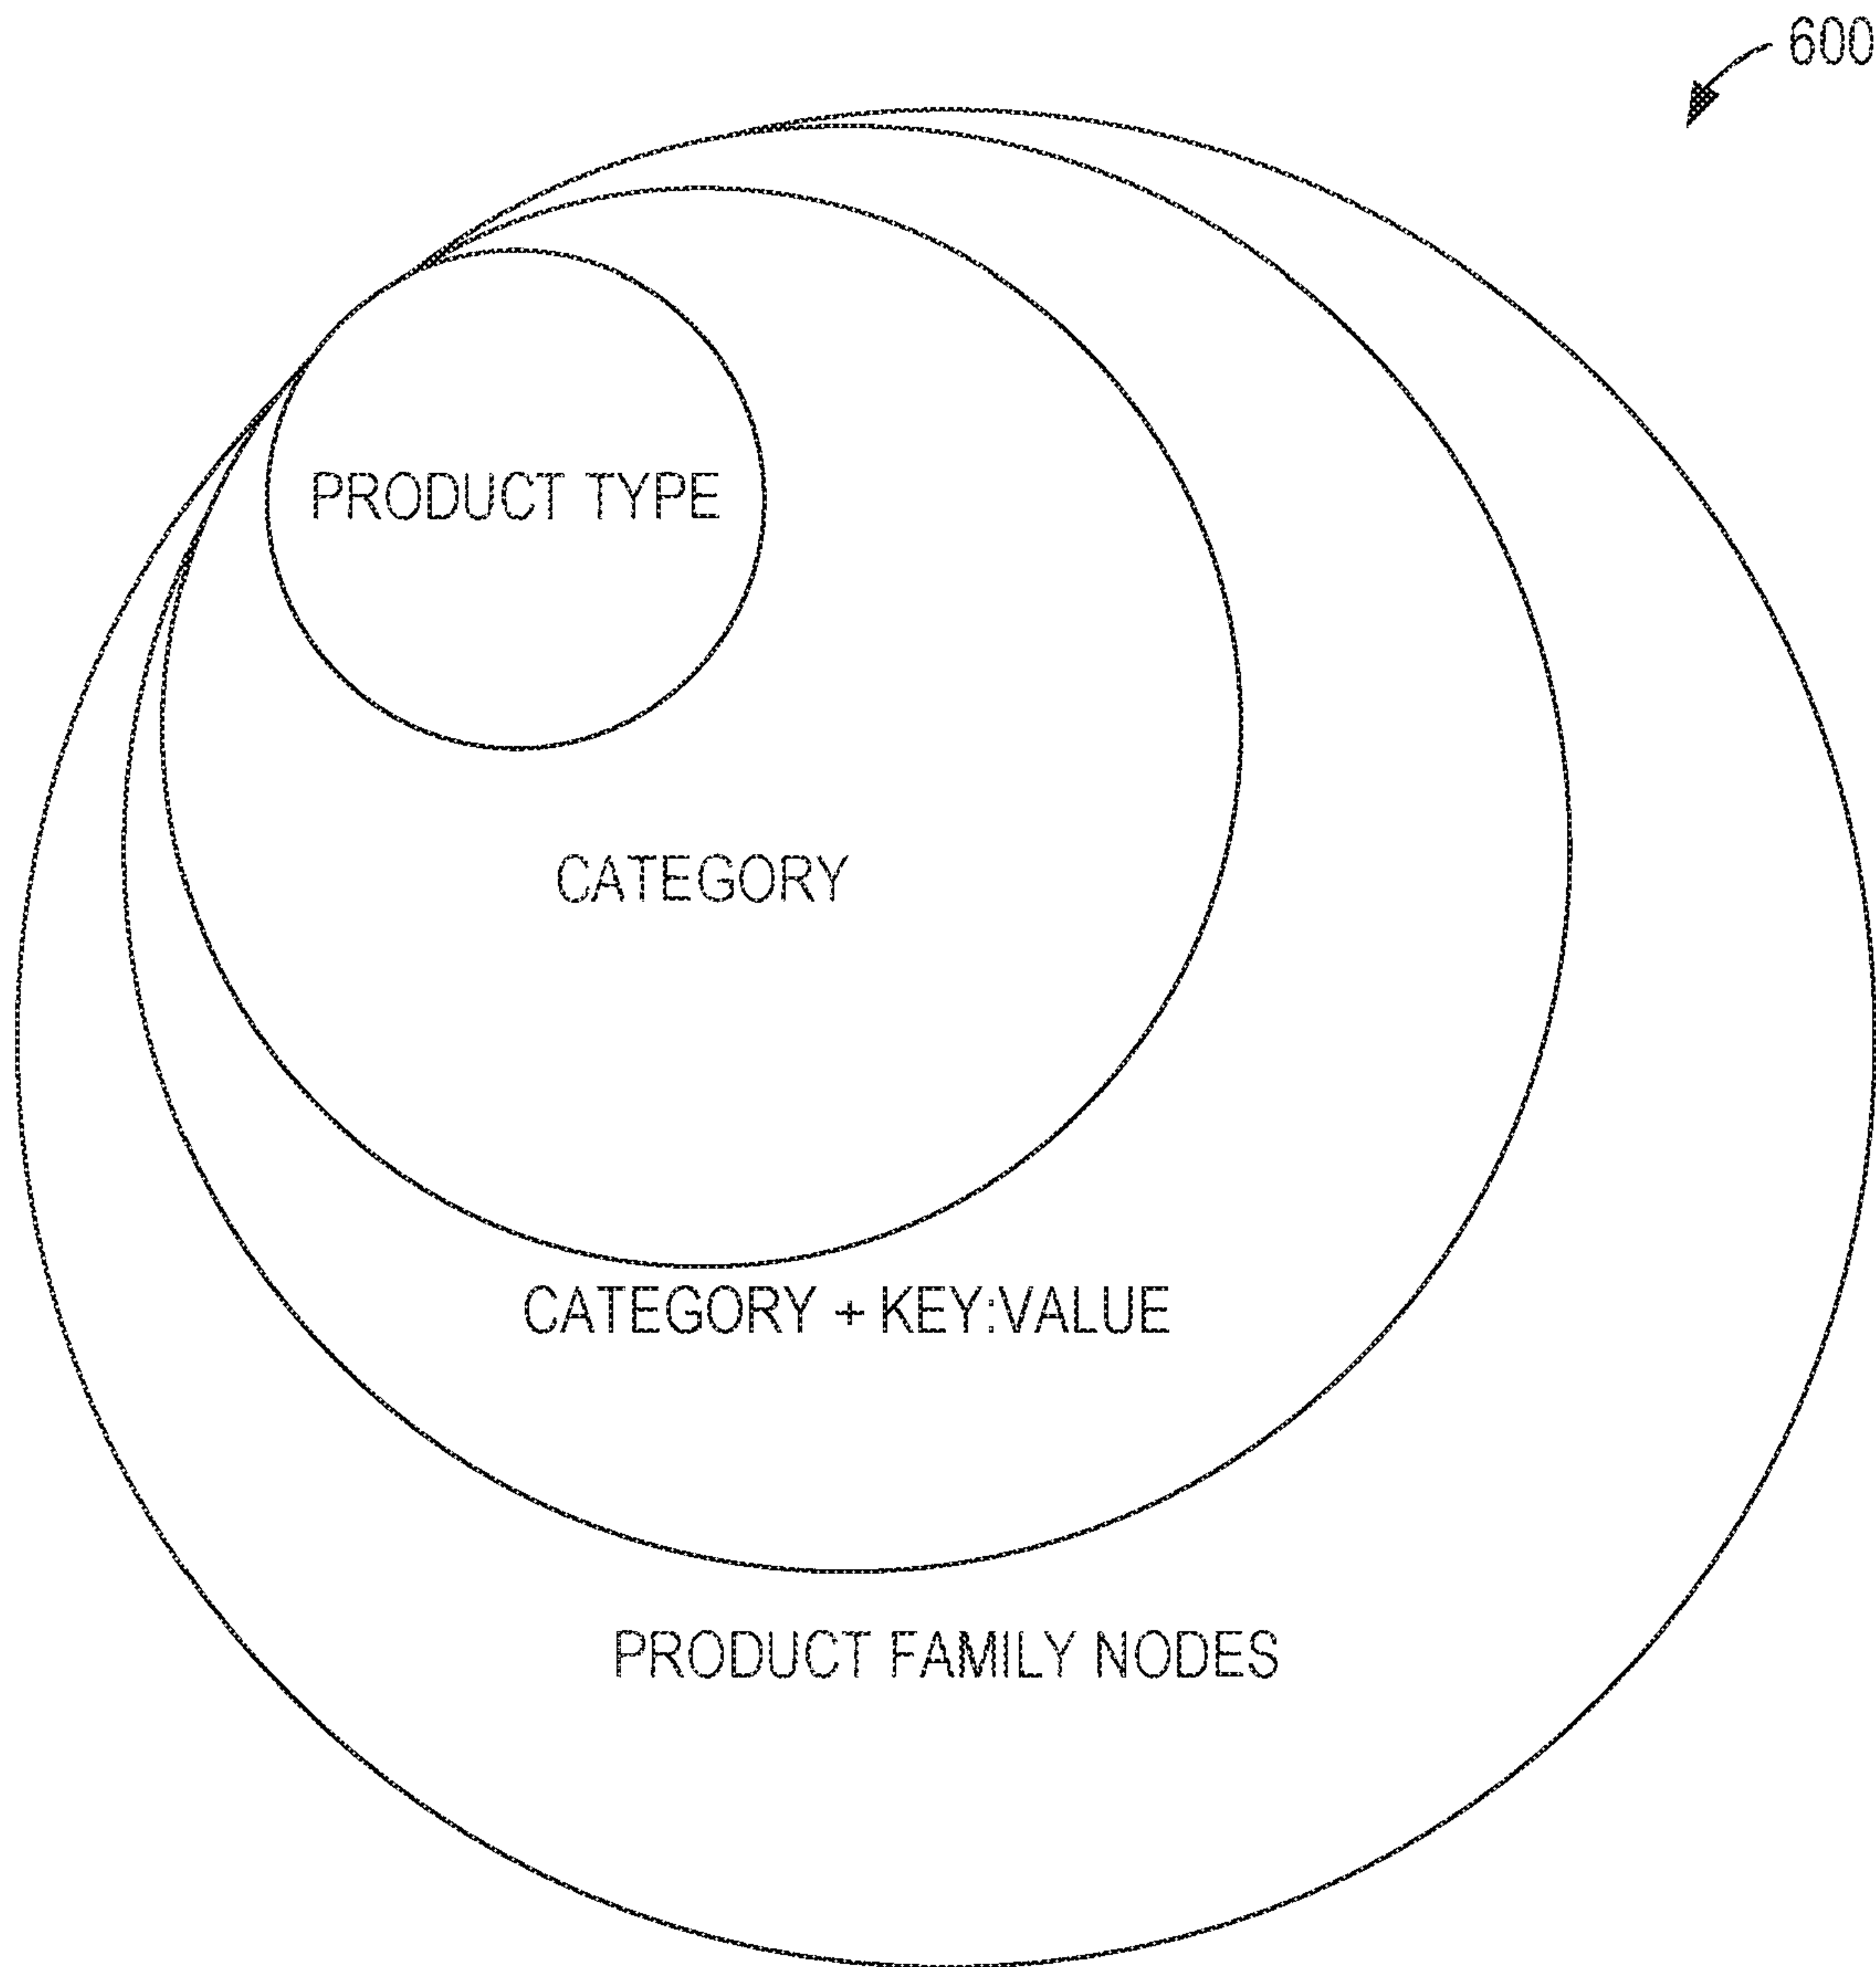 600
PRODUCT TYPE
CATEGORY
CATEGORY + KEY:VALUE
PRODUCT FAMILY NODES